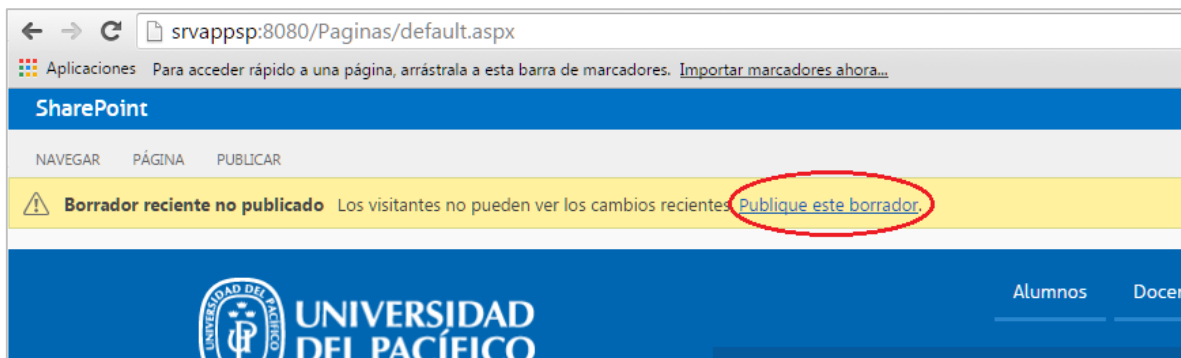 srvappsp:8080/Paginas/default.aspx
Aplicaciones Para acceder rápido a una página, arrástrala a esta barra de marcadores. Importar marcadores ahora...
SharePoint
NAVEGAR PÁGINA PUBLICAR
Borrador reciente no publicado Los visitantes no pueden ver los cambios recientes Publique este borrador.
Alumnos Docen
UNIVERSIDAD
DEL PACÍFICO